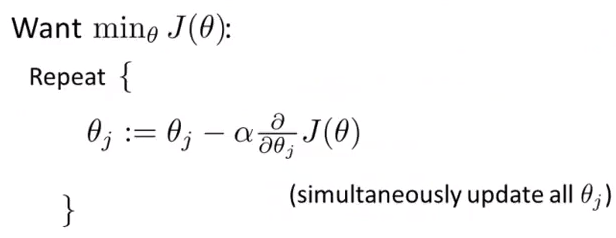 Want min_θ J(θ):
Repeat {
θ_j := θ_j − α ∂/∂θ_j J(θ)
(simultaneously update all θ_j)
}